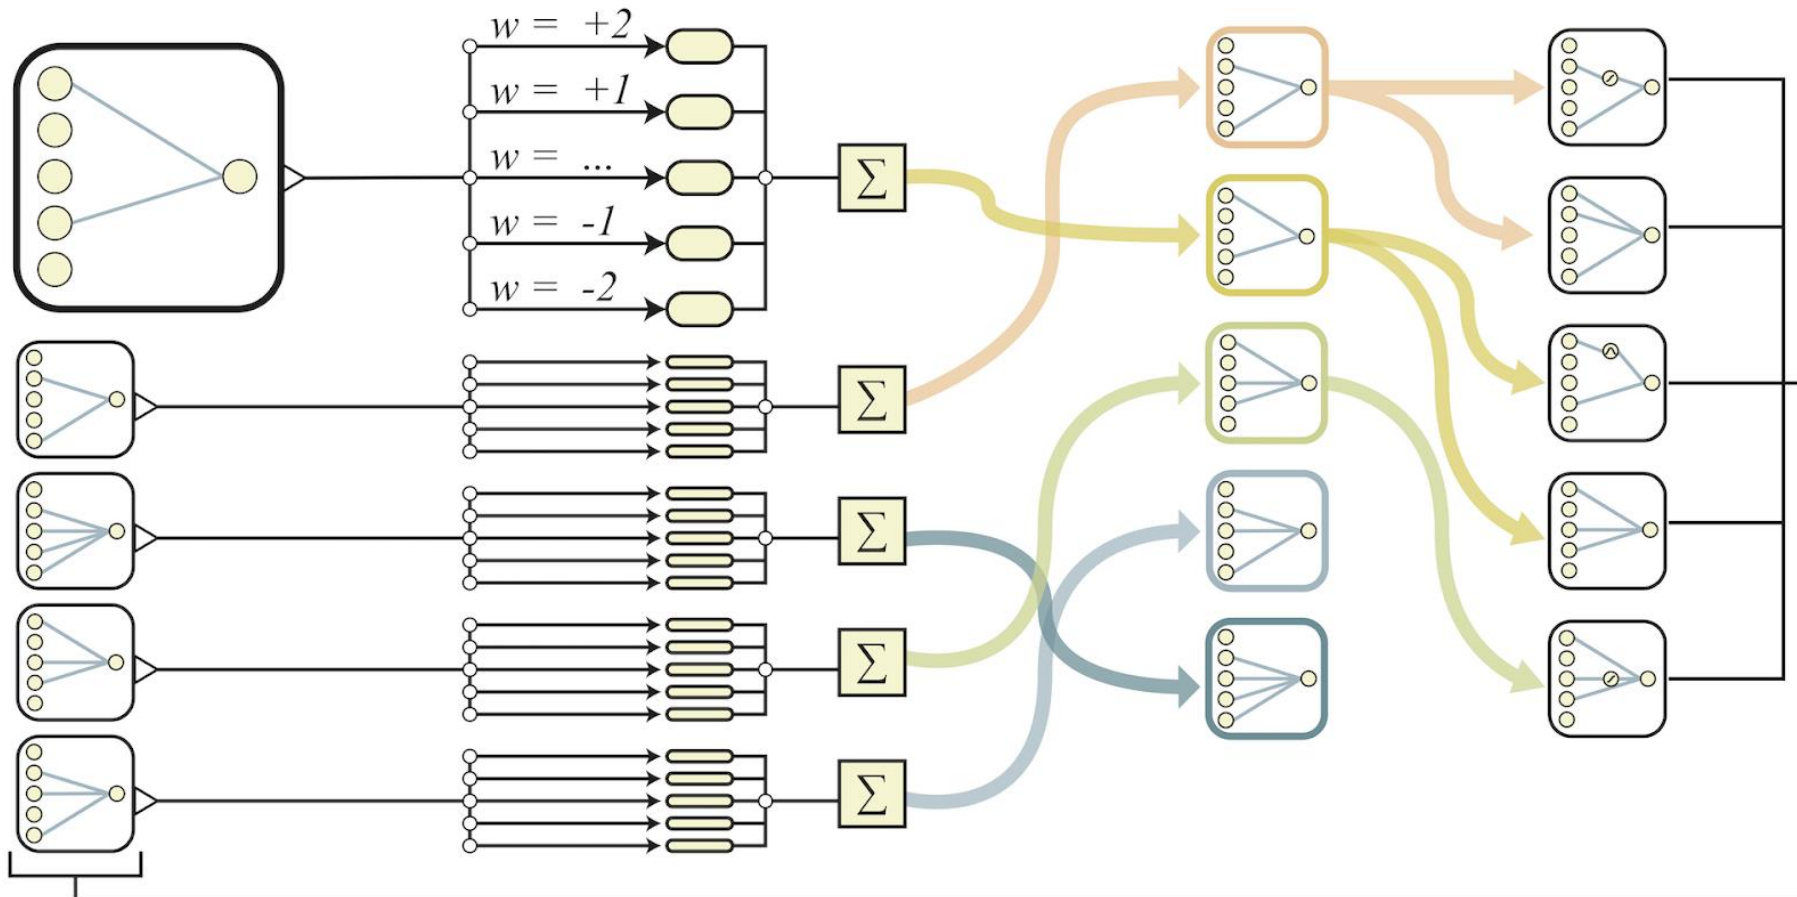 w = +2
w = +1
w = ...
w = -1
w = -2
Σ
Σ
Σ
Σ
Σ